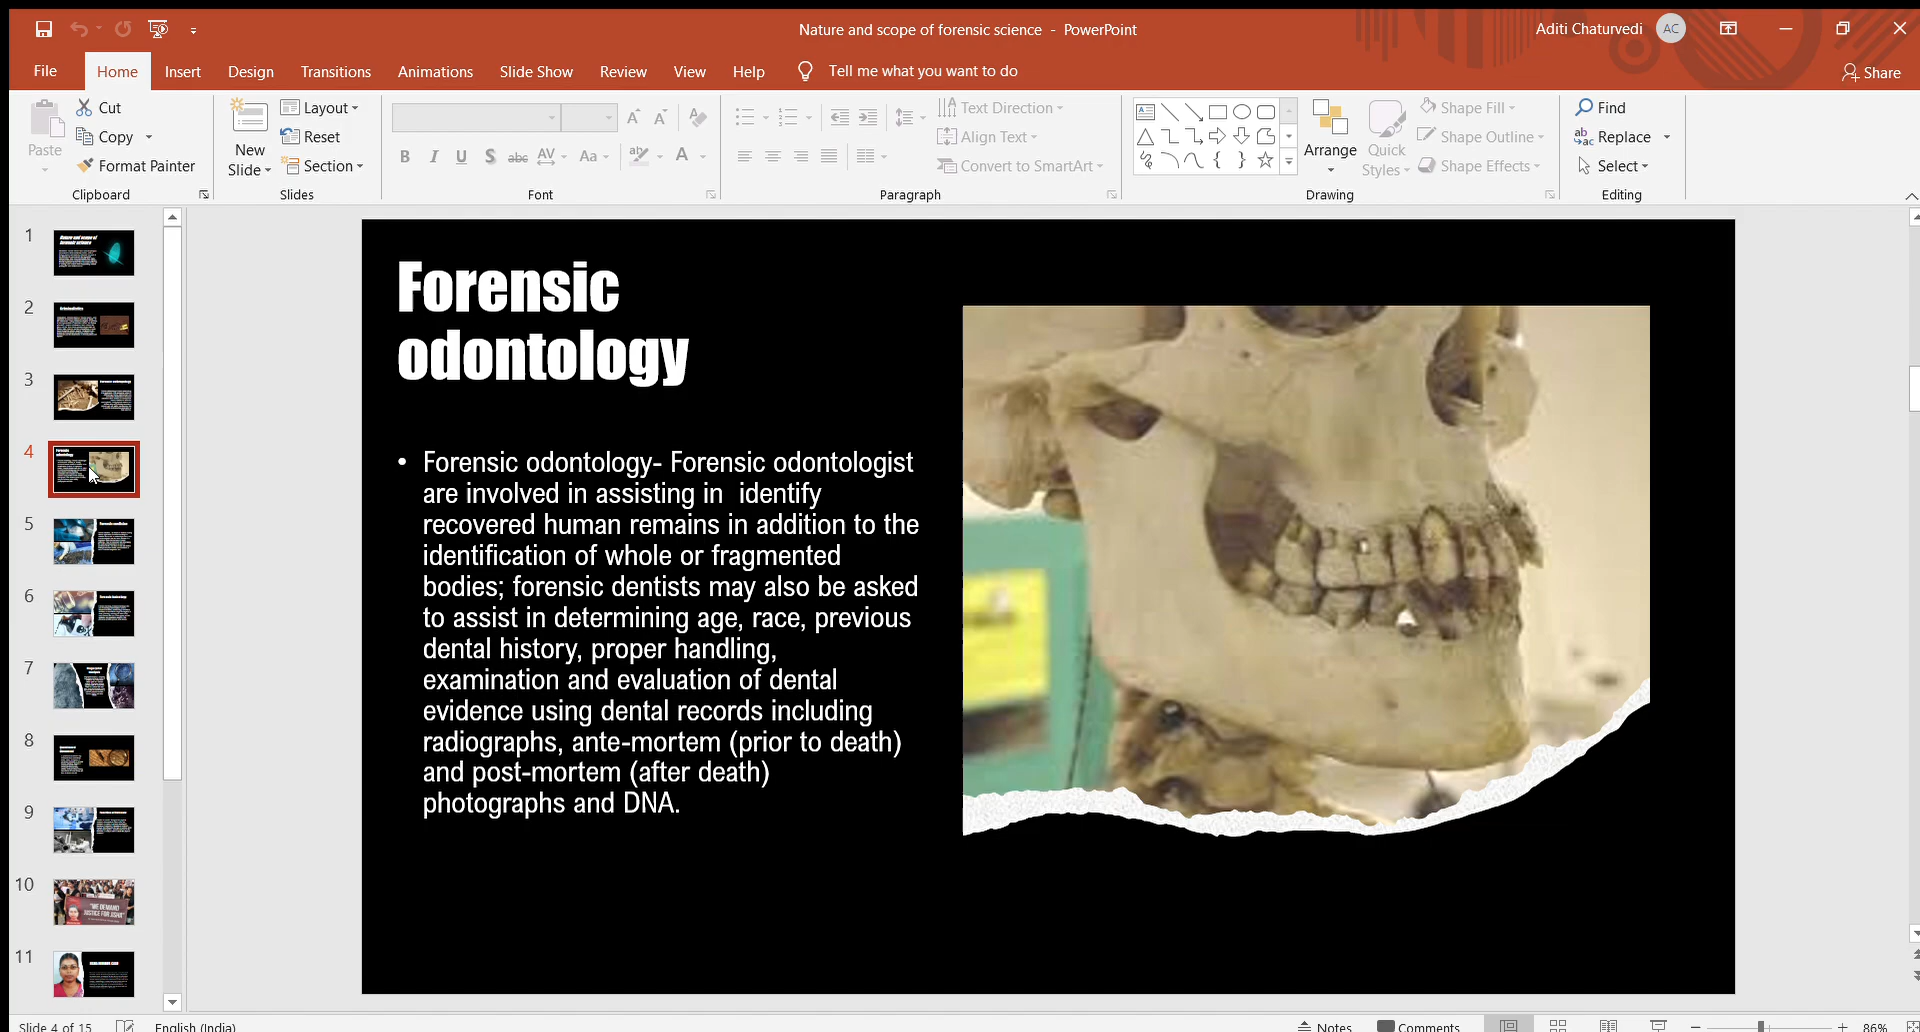 Nature and scope of forensic science - PowerPoint
Aditi Chaturvedi
AC
File
Home
Insert
Design
Transitions
Animations
Slide Show
Review
View
Help
Tell me what you want to do
Share
Paste
Cut
Copy
Format Painter
Clipboard
New
Slide
Layout
Reset
Section
Slides
Font
Text Direction
Align Text
Convert to SmartArt
Paragraph
Arrange
Quick
Styles
Shape Fill
Shape Outline
Shape Effects
Drawing
Find
Replace
Select
Editing
1
2
3
4
5
6
7
8
9
10
"WE DEMAND
JUSTICE FOR JISHA"
11
Forensic
odontology
• Forensic odontology- Forensic odontologist
are involved in assisting in identify
recovered human remains in addition to the
identification of whole or fragmented
bodies; forensic dentists may also be asked
to assist in determining age, race, previous
dental history, proper handling,
examination and evaluation of dental
evidence using dental records including
radiographs, ante-mortem (prior to death)
and post-mortem (after death)
photographs and DNA.
Slide 4 of 15
English (India)
Notes
Comments
86%